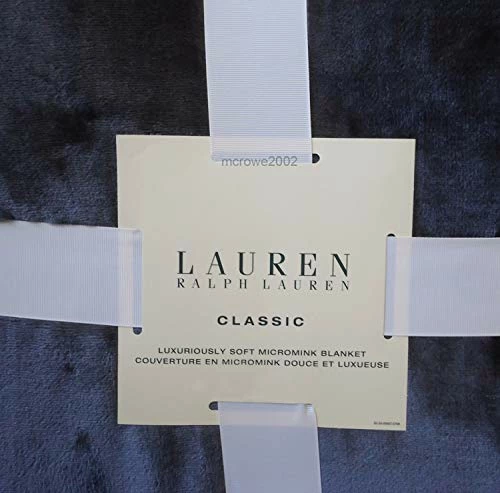 mcrowe2002
LAUREN
RALPH LAUREN
CLASSIC
LUXURIOUSLY SOFT MICROMINK BLANKET
COUVERTURE EN MICROMINK DOUCE ET LUXUEUSE